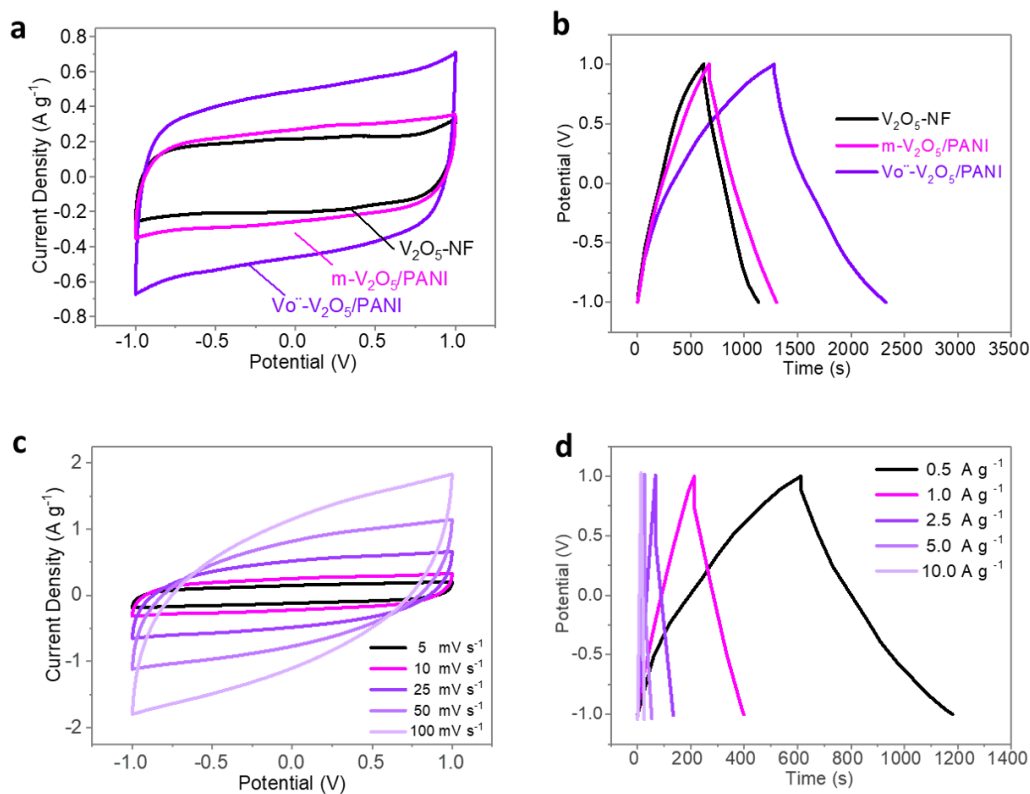 a
0.8
0.6
0.4
0.2
0.0
-0.2
-0.4
-0.6
-0.8
Current Density (A g⁻¹)
V₂O₅-NF
m-V₂O₅/PANI
Vo¨-V₂O₅/PANI
-1.0 -0.5 0.0 0.5 1.0
Potential (V)
b
1.0
0.5
0.0
-0.5
-1.0
Potential (V)
V₂O₅-NF
m-V₂O₅/PANI
Vo¨-V₂O₅/PANI
0 500 1000 1500 2000 2500 3000 3500
Time (s)
c
2
1
0
-1
-2
Current Density (A g⁻¹)
5 mV s⁻¹
10 mV s⁻¹
25 mV s⁻¹
50 mV s⁻¹
100 mV s⁻¹
-1.0 -0.5 0.0 0.5 1.0
Potential (V)
d
1.0
0.5
0.0
-0.5
-1.0
Potential (V)
0.5 A g⁻¹
1.0 A g⁻¹
2.5 A g⁻¹
5.0 A g⁻¹
10.0 A g⁻¹
0 200 400 600 800 1000 1200 1400
Time (s)